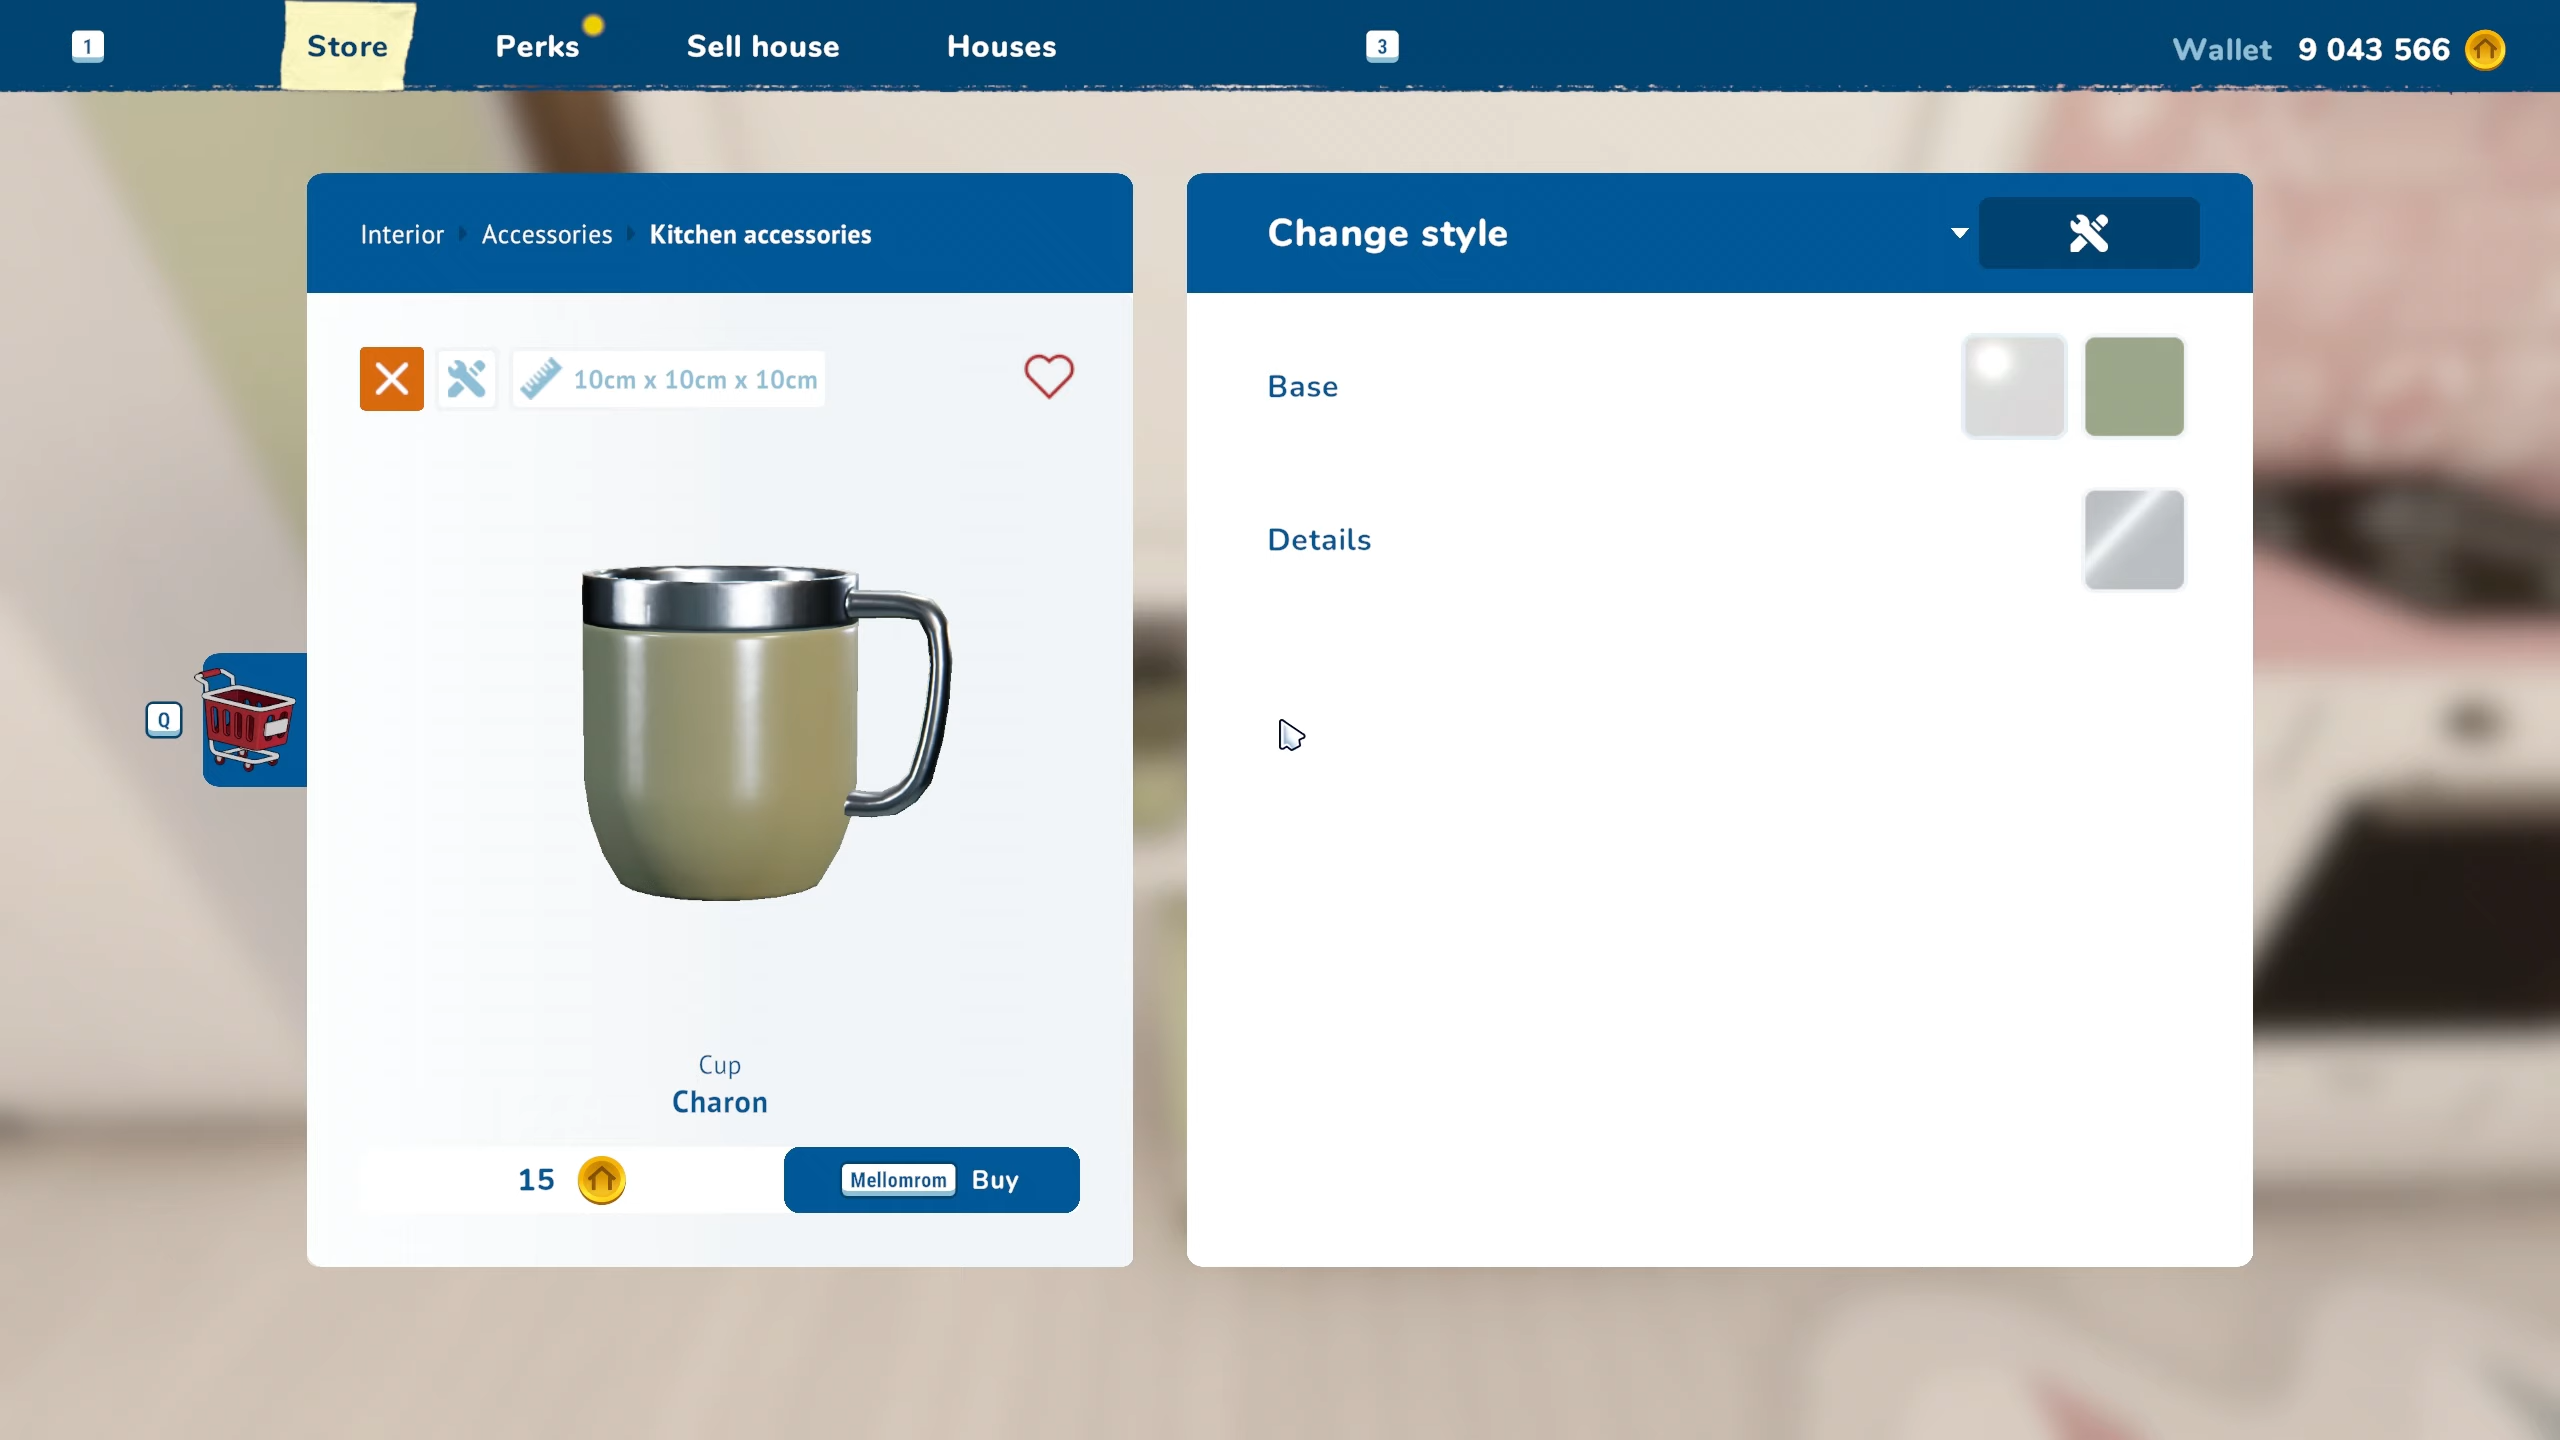 1
Store
Perks
Sell house
Houses
3
Wallet 9 043 566
Interior Accessories Kitchen accessories
10cm x 10cm x 10cm
Cup
Charon
15
Mellomrom Buy
Q
Change style
Base
Details